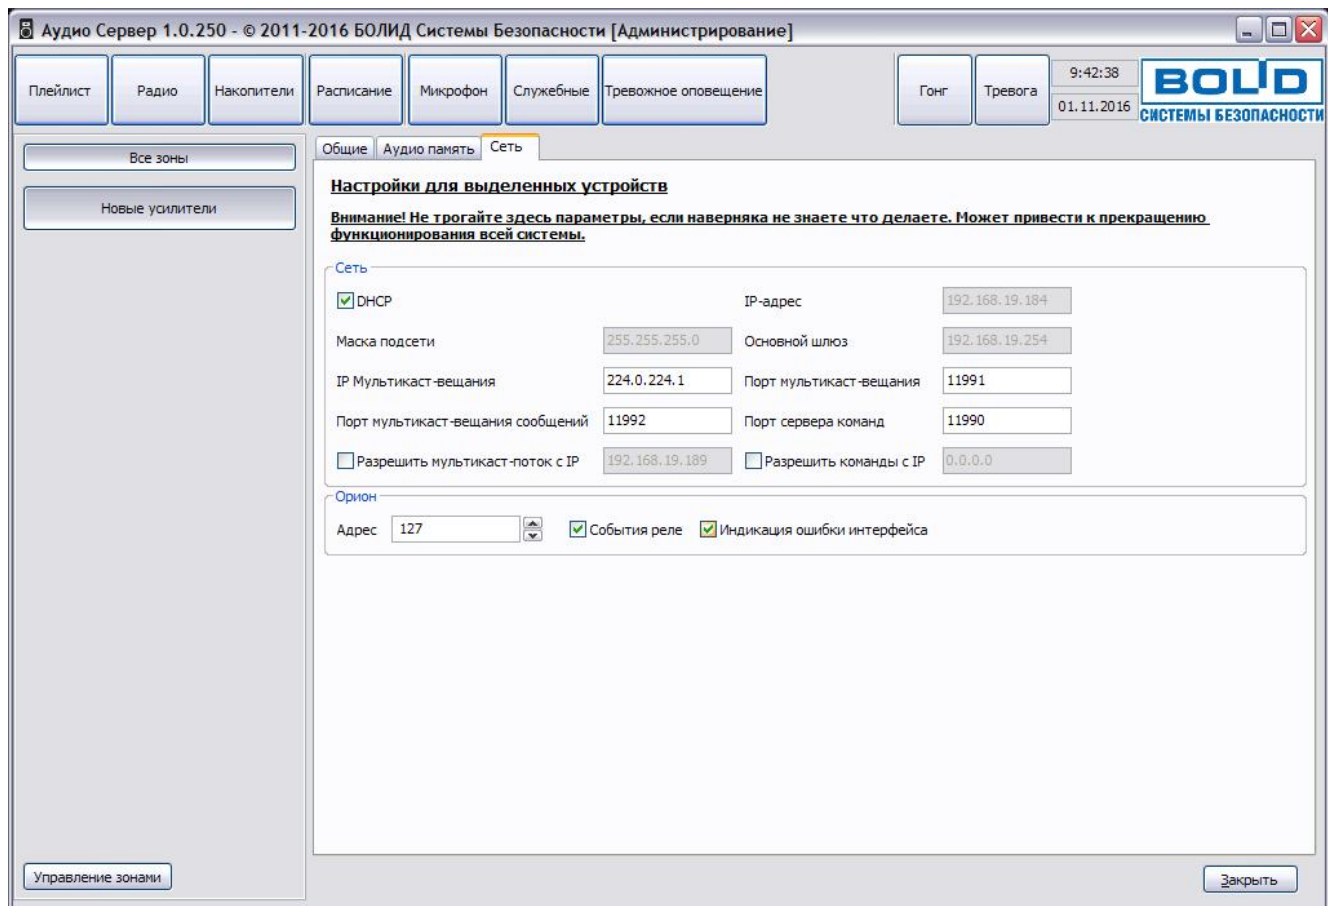 Аудио Сервер 1.0.250 - © 2011-2016 БОЛИД Системы Безопасности [Администрирование]
Плейлист Радио Накопители Расписание Микрофон Служебные Тревожное оповещение Гонг Тревога
9:42:38
01.11.2016
BOLID
СИСТЕМЫ БЕЗОПАСНОСТИ
Все зоны
Новые усилители
Общие Аудио память Сеть
Настройки для выделенных устройств
Внимание! Не трогайте здесь параметры, если наверняка не знаете что делаете. Может привести к прекращению
функционирования всей системы.
Сеть
DHCP IP-адрес 192.168.19.184
Маска подсети 255.255.255.0 Основной шлюз 192.168.19.254
IP Мультикаст-вещания 224.0.224.1 Порт мультикаст-вещания 11991
Порт мультикаст-вещания сообщений 11992 Порт сервера команд 11990
Разрешить мультикаст-поток с IP 192.168.19.189 Разрешить команды с IP 0.0.0.0
Орион
Адрес 127 События реле Индикация ошибки интерфейса
Управление зонами
Закрыть